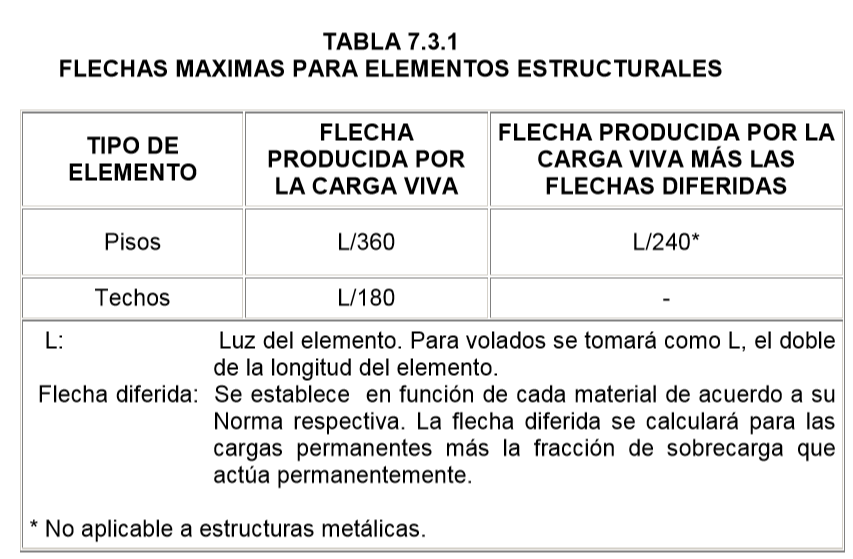 TABLA 7.3.1
FLECHAS MAXIMAS PARA ELEMENTOS ESTRUCTURALES
TIPO DE
ELEMENTO
FLECHA
PRODUCIDA POR
LA CARGA VIVA
FLECHA PRODUCIDA POR LA
CARGA VIVA MÁS LAS
FLECHAS DIFERIDAS
Pisos
L/360
L/240*
Techos
L/180
-
L: Luz del elemento. Para volados se tomará como L, el doble
de la longitud del elemento.
Flecha diferida: Se establece en función de cada material de acuerdo a su
Norma respectiva. La flecha diferida se calculará para las
cargas permanentes más la fracción de sobrecarga que
actúa permanentemente.
* No aplicable a estructuras metálicas.